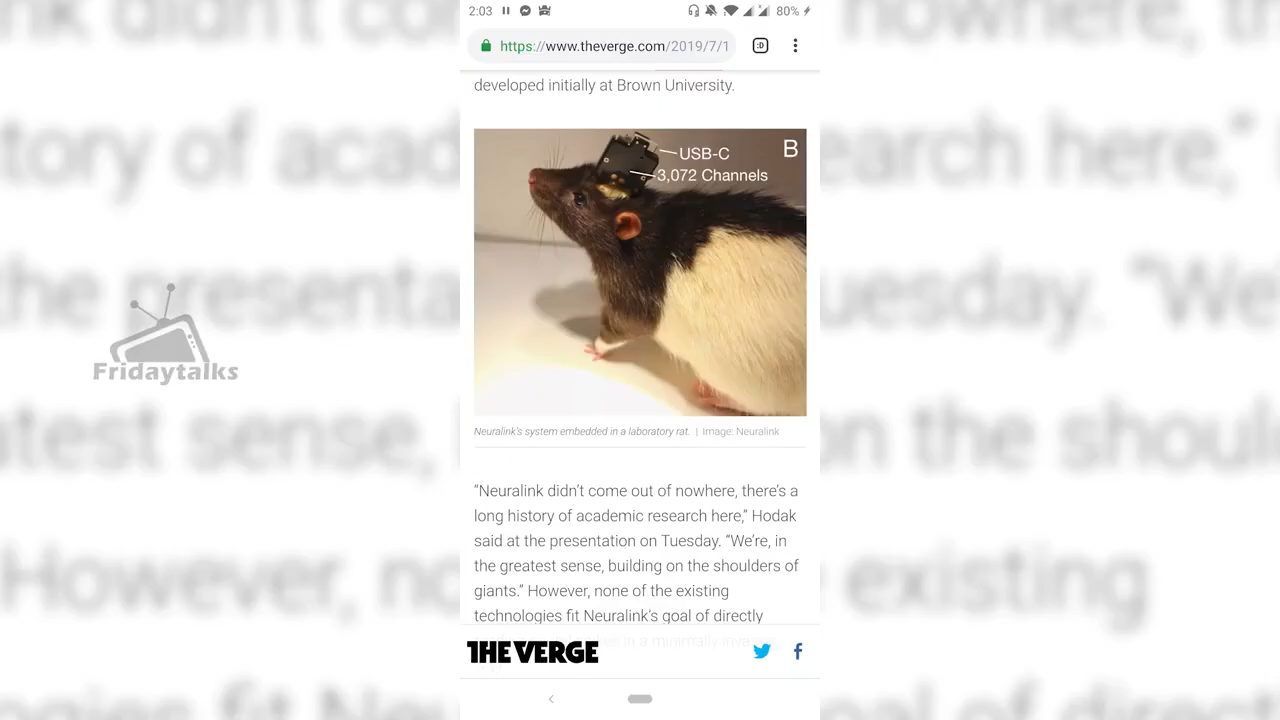 2:03
80%
https://www.theverge.com/2019/7/1
:D
developed initially at Brown University.
B
USB-C
3,072 Channels
Neuralink's system embedded in a laboratory rat. | Image: Neuralink
“Neuralink didn’t come out of nowhere, there’s a
long history of academic research here,” Hodak
said at the presentation on Tuesday. “We’re, in
the greatest sense, building on the shoulders of
giants.” However, none of the existing
technologies fit Neuralink’s goal of directly
in a minimally
THE VERGE
Fridaytalks